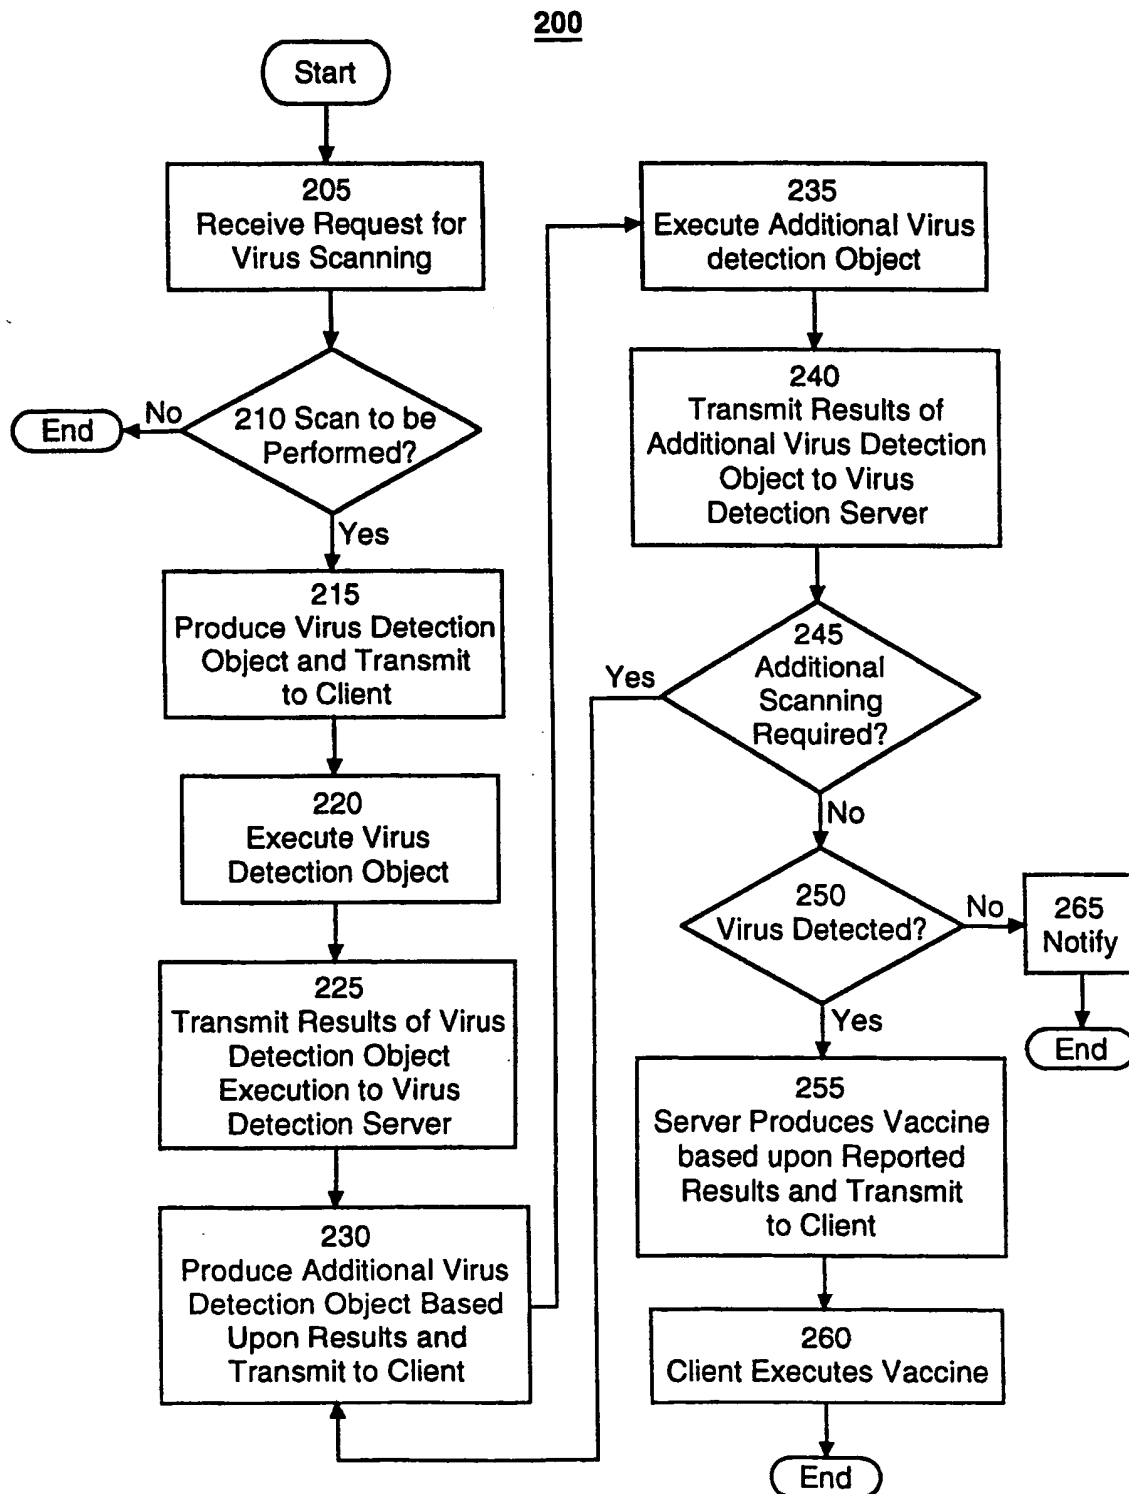 200
Start
205
Receive Request for
Virus Scanning
210 Scan to be
Performed?
No
End
Yes
215
Produce Virus Detection
Object and Transmit
to Client
220
Execute Virus
Detection Object
225
Transmit Results of Virus
Detection Object
Execution to Virus
Detection Server
230
Produce Additional Virus
Detection Object Based
Upon Results and
Transmit to Client
235
Execute Additional Virus
detection Object
240
Transmit Results of
Additional Virus Detection
Object to Virus
Detection Server
245
Additional
Scanning
Required?
Yes
No
250
Virus Detected?
No
265
Notify
End
Yes
255
Server Produces Vaccine
based upon Reported
Results and Transmit
to Client
260
Client Executes Vaccine
End